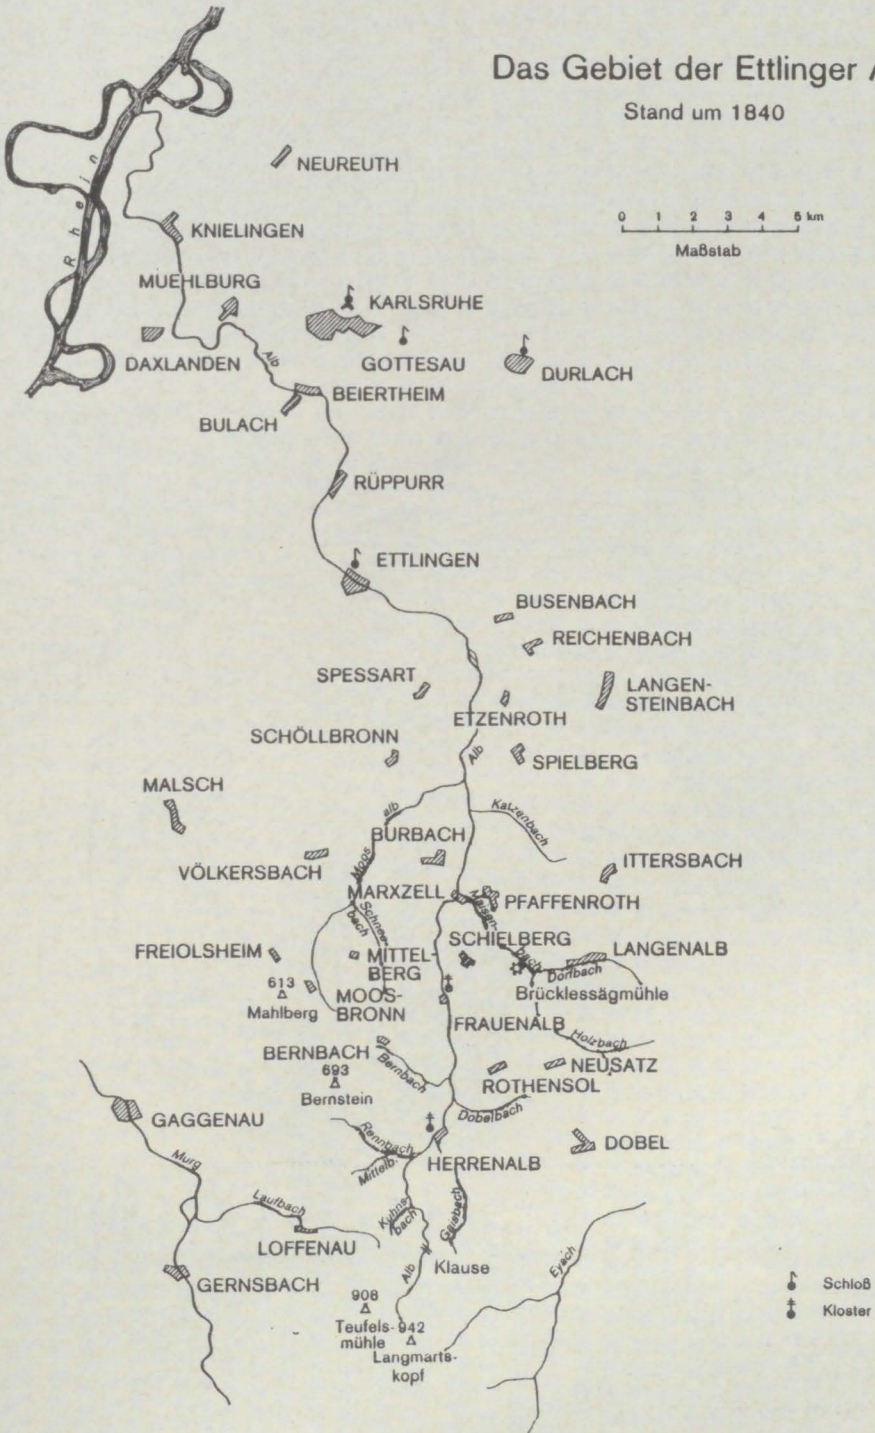 Das Gebiet der Ettlinger A
Stand um 1840
0 1 2 3 4 5 km
Maßstab
Rhein
NEUREUTH
KNIELINGEN
MUEHLBURG
KARLSRUHE
DAXLANDEN
Alb
GOTTESAU
DURLACH
BEIERTHEIM
BULACH
RÜPPURR
ETTLINGEN
BUSENBACH
REICHENBACH
SPESSART
LANGEN-
STEINBACH
ETZENROTH
SCHÖLLBRONN
Alb
SPIELBERG
MALSCH
alb
Katzenbach
BURBACH
Moos
VÖLKERSBACH
ITTERSBACH
MARXZELL
PFAFFENROTH
Schnee-
bach
Maisen-
bach
SCHIELBERG
FREIOLSHEIM
MITTEL-
BERG
LANGENALB
Dorfbach
613
Mahlberg
MOOS-
BRONN
Brücklessägmühle
FRAUENALB
Holzbach
BERNBACH
Bernbach
NEUSATZ
693
Bernstein
ROTHENSOL
Dobelbach
GAGGENAU
Rennbach
Mittelb.
DOBEL
HERRENALB
Murg
Laufbach
Kuhns-
bach
Gaisbach
LOFFENAU
Klause
Eyach
GERNSBACH
Alb
908
Teufels-
mühle
942
Langmarts-
kopf
Schloß
Kloster